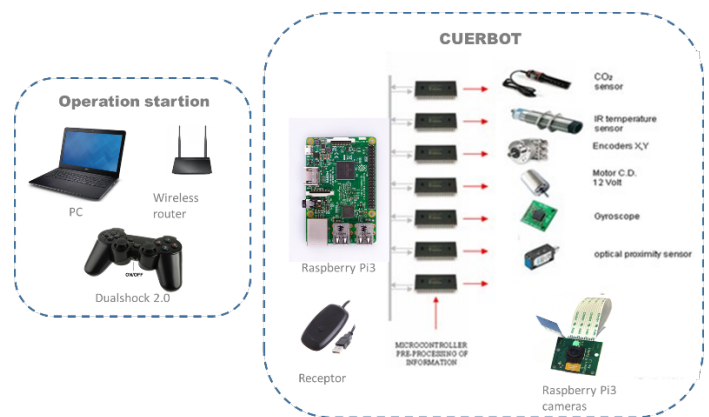 Operation startion
PC
Wireless
router
ON/OFF
Dualshock 2.0
CUERBOT
Raspberry Pi3
Receptor
MICROCONTROLLER
PRE-PROCESSING OF
INFORMATION
CO₂
sensor
IR temperature
sensor
Encoders X,Y
Motor C.D.
12 Volt
Gyroscope
optical proximity sensor
Raspberry Pi3
cameras